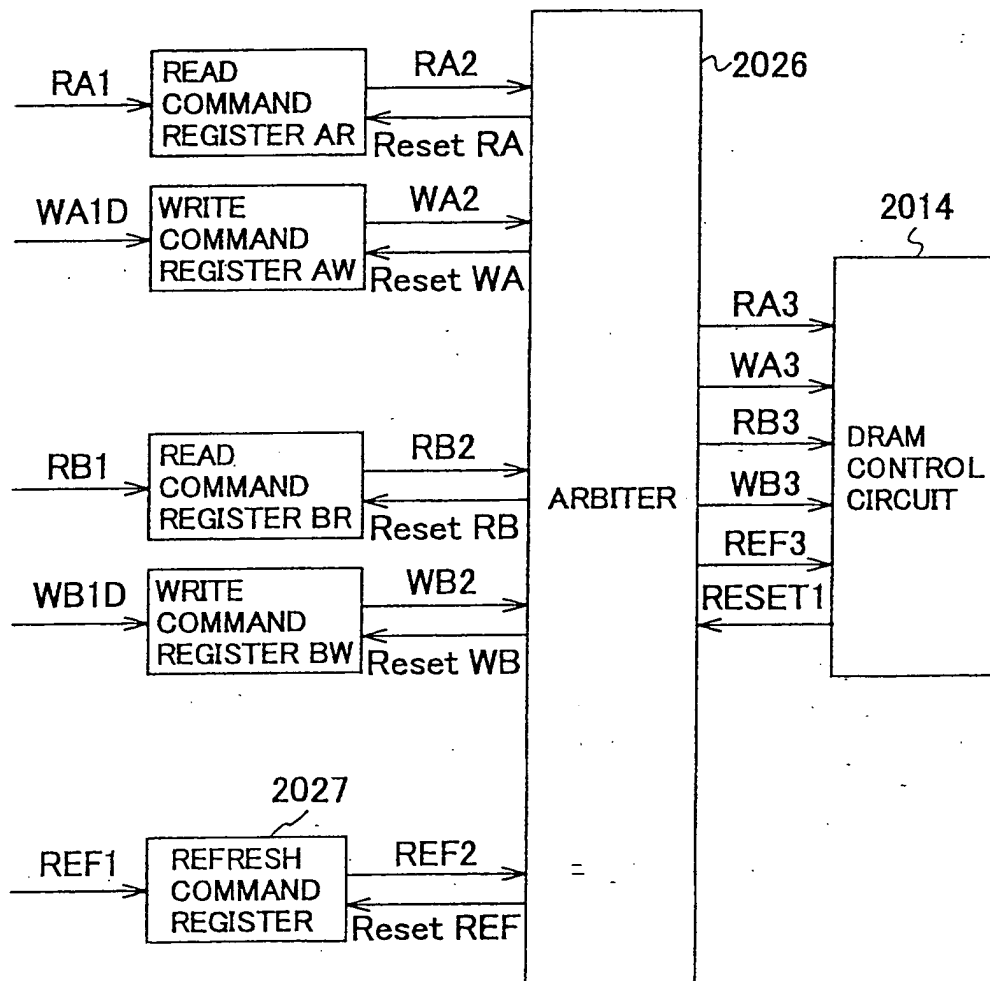 RA1
READ
COMMAND
REGISTER AR
RA2
Reset RA
2026
WA1D
WRITE
COMMAND
REGISTER AW
WA2
Reset WA
2014
RA3
WA3
RB3
WB3
REF3
RESET1
ARBITER
DRAM
CONTROL
CIRCUIT
RB1
READ
COMMAND
REGISTER BR
RB2
Reset RB
WB1D
WRITE
COMMAND
REGISTER BW
WB2
Reset WB
2027
REF1
REFRESH
COMMAND
REGISTER
REF2
Reset REF